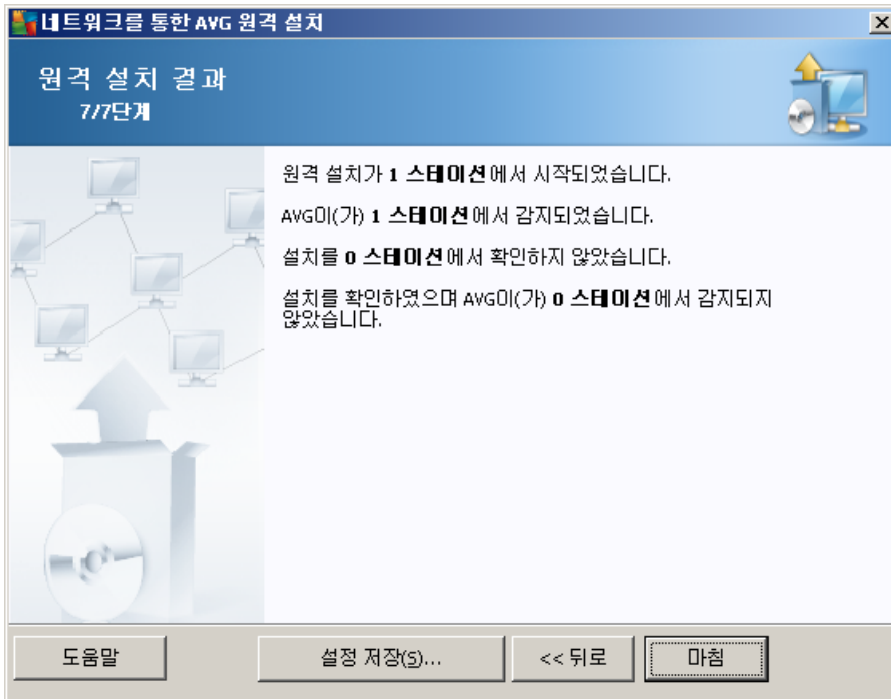 네트워크를 통한 AVG 원격 설치
원격 설치 결과
7/7단계
원격 설치가 1 스테이션에서 시작되었습니다.
AVG이(가) 1 스테이션에서 감지되었습니다.
설치를 0 스테이션에서 확인하지 않았습니다.
설치를 확인하였으며 AVG이(가) 0 스테이션에서 감지되지
않았습니다.
도움말
설정 저장(S)...
<< 뒤로
마침